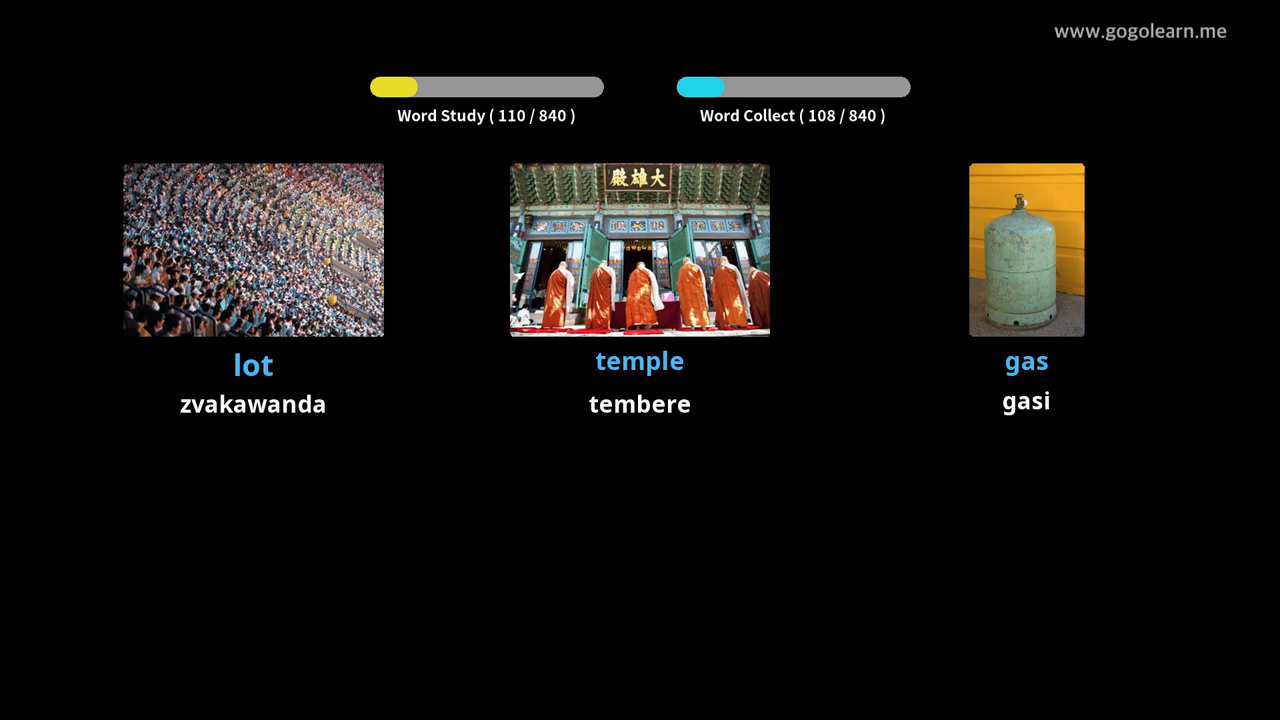 www.gogolearn.me
Word Study ( 110 / 840 )
Word Collect ( 108 / 840 )
殿雄大
lot
temple
gas
zvakawanda
tembere
gasi